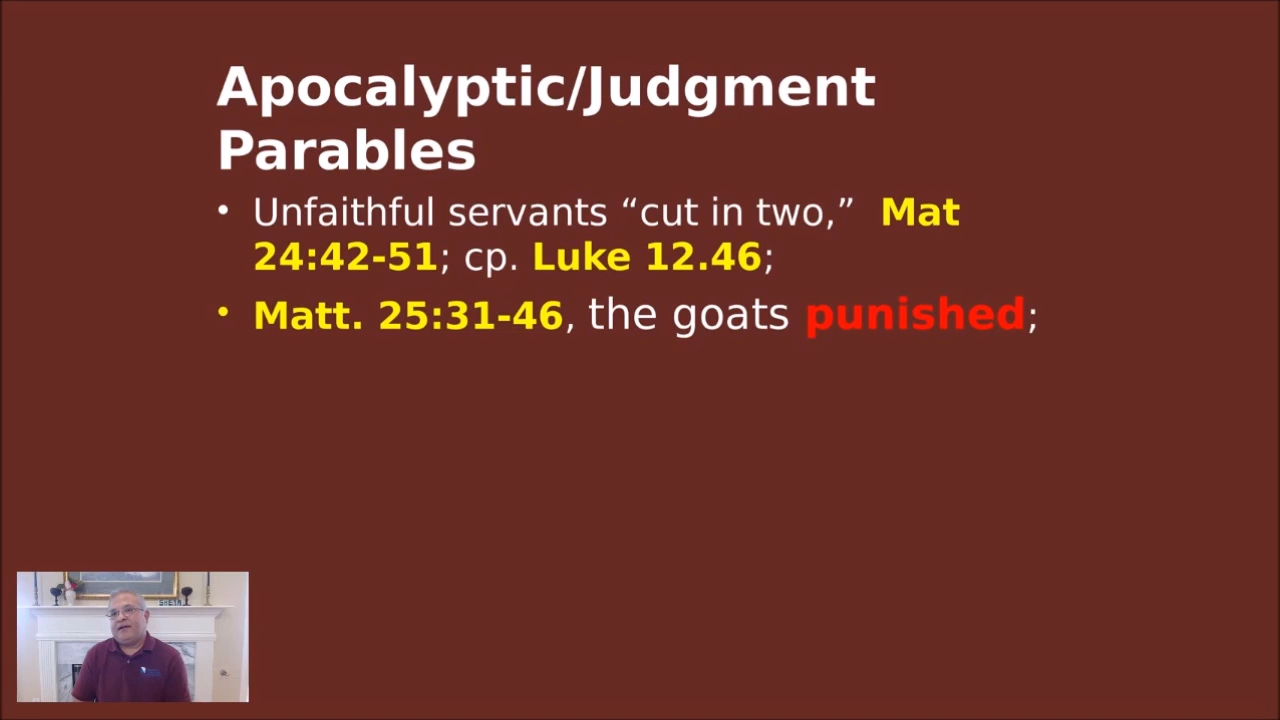 Apocalyptic/Judgment
Parables
• Unfaithful servants “cut in two,”  Mat
24:42-51; cp. Luke 12.46;
• Matt. 25:31-46, the goats punished;